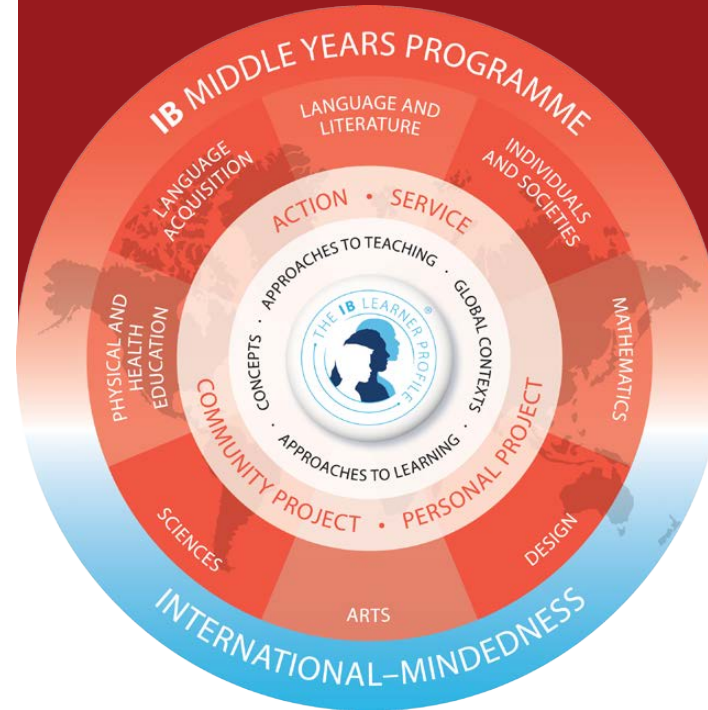 IB MIDDLE YEARS PROGRAMME
LANGUAGE AND
LITERATURE
INDIVIDUALS
AND SOCIETIES
MATHEMATICS
DESIGN
ARTS
SCIENCES
PHYSICAL AND
HEALTH
EDUCATION
LANGUAGE
ACQUISITION
ACTION • SERVICE
COMMUNITY PROJECT • PERSONAL PROJECT
APPROACHES TO TEACHING · GLOBAL CONTEXTS · APPROACHES TO LEARNING · CONCEPTS ·
THE IB LEARNER PROFILE ®
INTERNATIONAL–MINDEDNESS